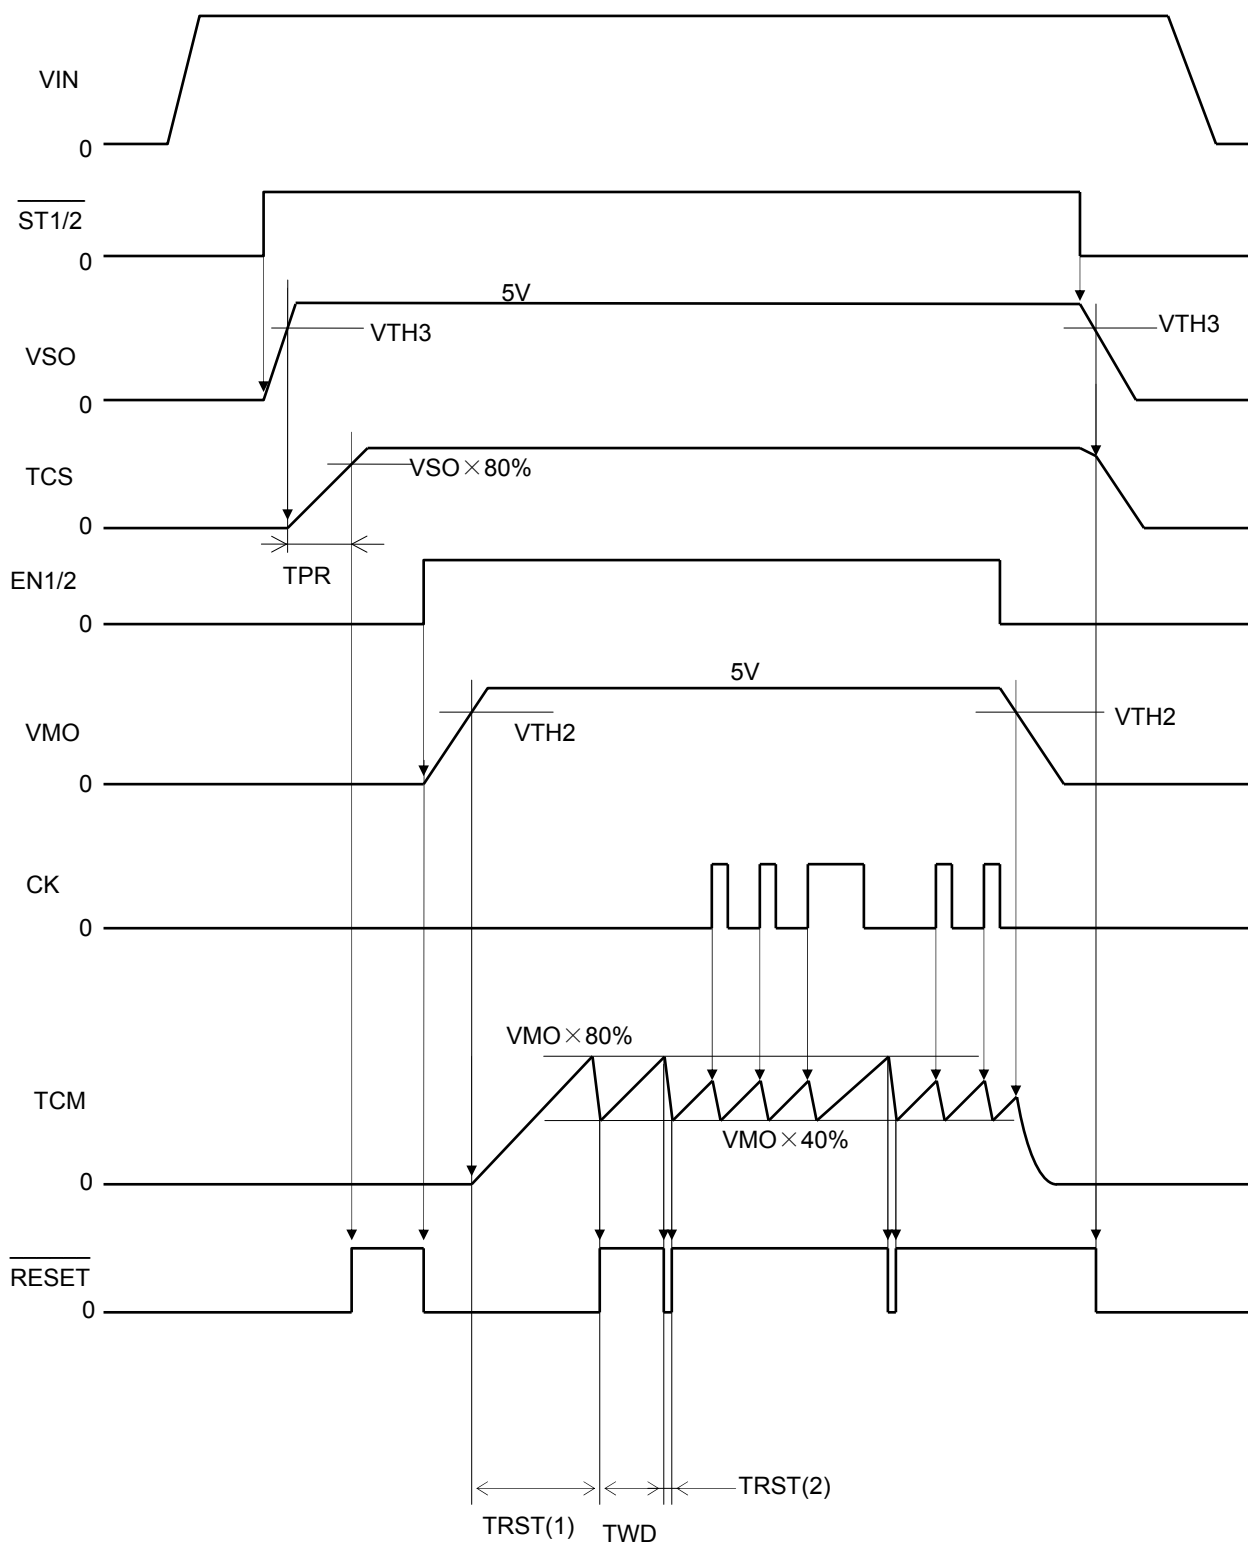 VIN
0
ST1/2
0
5V
VTH3
VTH3
VSO
0
VSO×80%
TCS
0
TPR
EN1/2
0
5V
VTH2
VTH2
VMO
0
CK
0
VMO×80%
TCM
VMO×40%
0
RESET
0
TRST(2)
TRST(1)
TWD